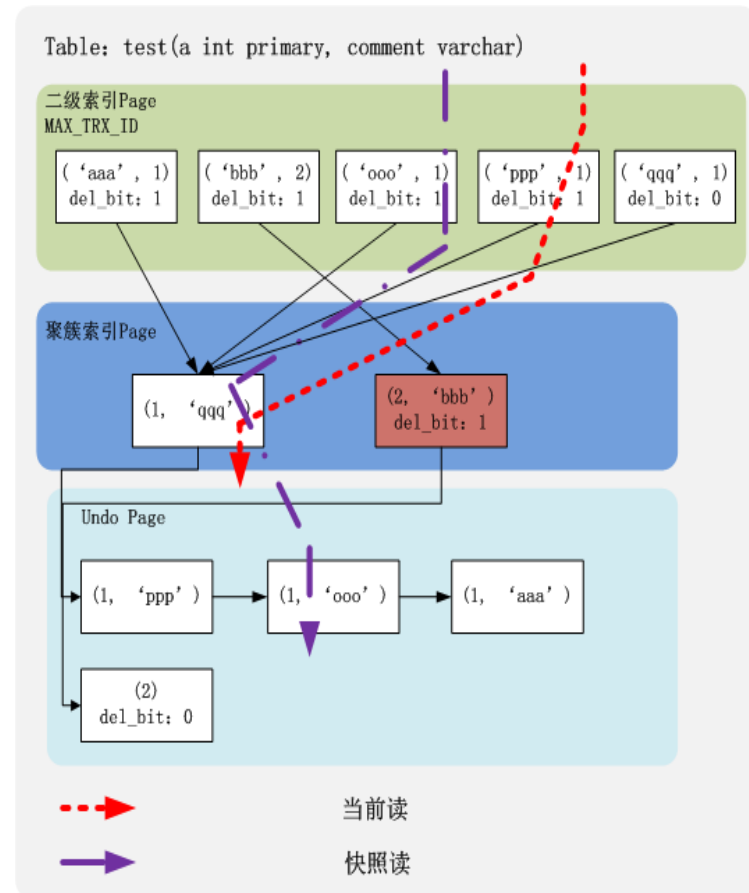 Table: test(a int primary, comment varchar)
二级索引Page
MAX_TRX_ID
(‘aaa’, 1)
del_bit: 1
(‘bbb’, 2)
del_bit: 1
(‘ooo’, 1)
del_bit: 1
(‘ppp’, 1)
del_bit: 1
(‘qqq’, 1)
del_bit: 0
聚簇索引Page
(1, ‘qqq’)
(2, ‘bbb’)
del_bit: 1
Undo Page
(1, ‘ppp’)
(1, ‘ooo’)
(1, ‘aaa’)
(2)
del_bit: 0
当前读
快照读